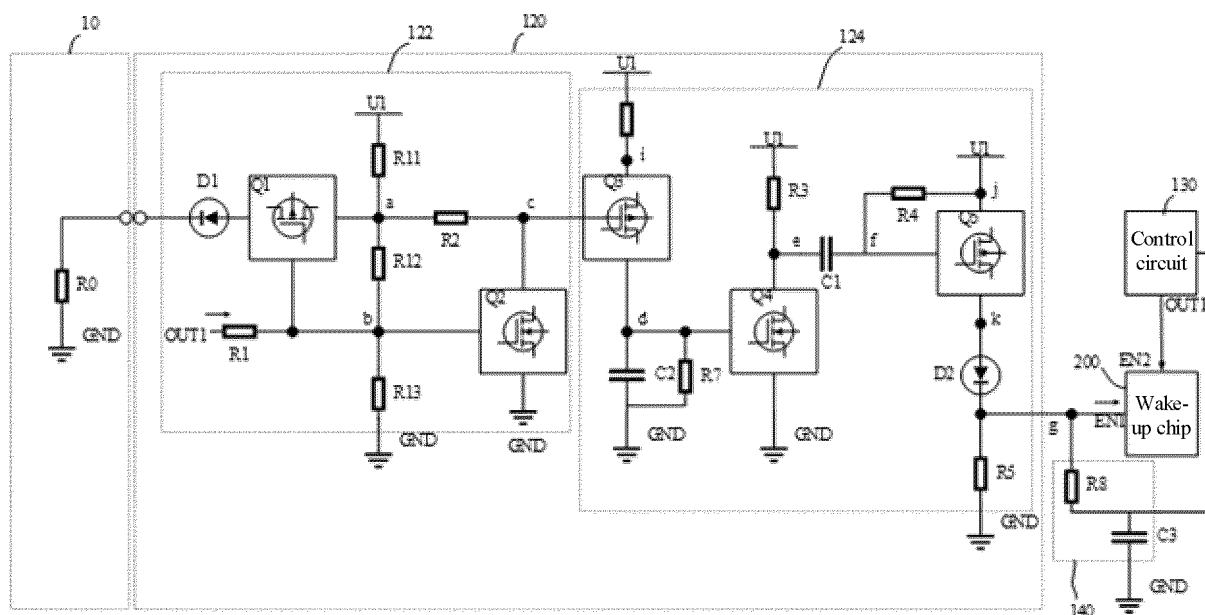 10
120
122
124
U1
U1
U1
U1
R11
i
D1
Q1
Q3
R3
j
R4
Q5
130
a
c
R2
Control
circuit
e
f
R0
R12
C1
Q2
Q4
OUT1
GND
OUT1
b
d
k
R1
EN2
C2
R7
D2
200
R13
Wake-
up chip
g
EN1
GND
GND
GND
GND
R5
R8
GND
C3
GND
140